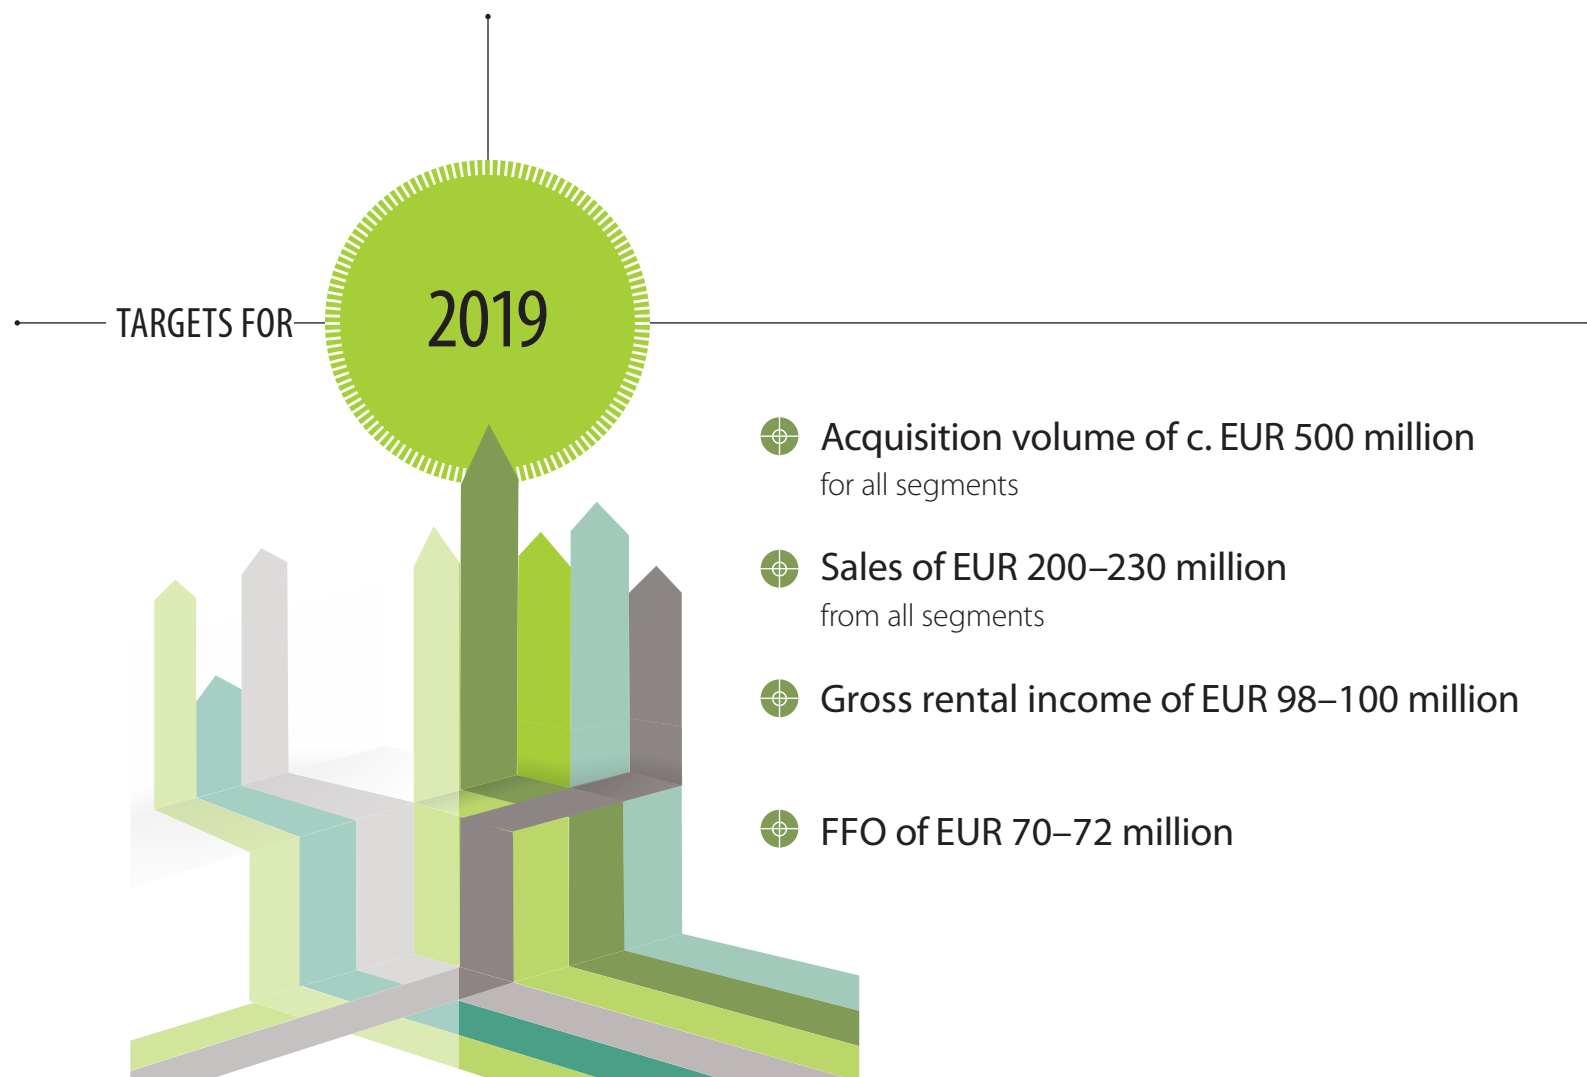 TARGETS FOR 2019
Acquisition volume of c. EUR 500 million
for all segments
Sales of EUR 200–230 million
from all segments
Gross rental income of EUR 98–100 million
FFO of EUR 70–72 million